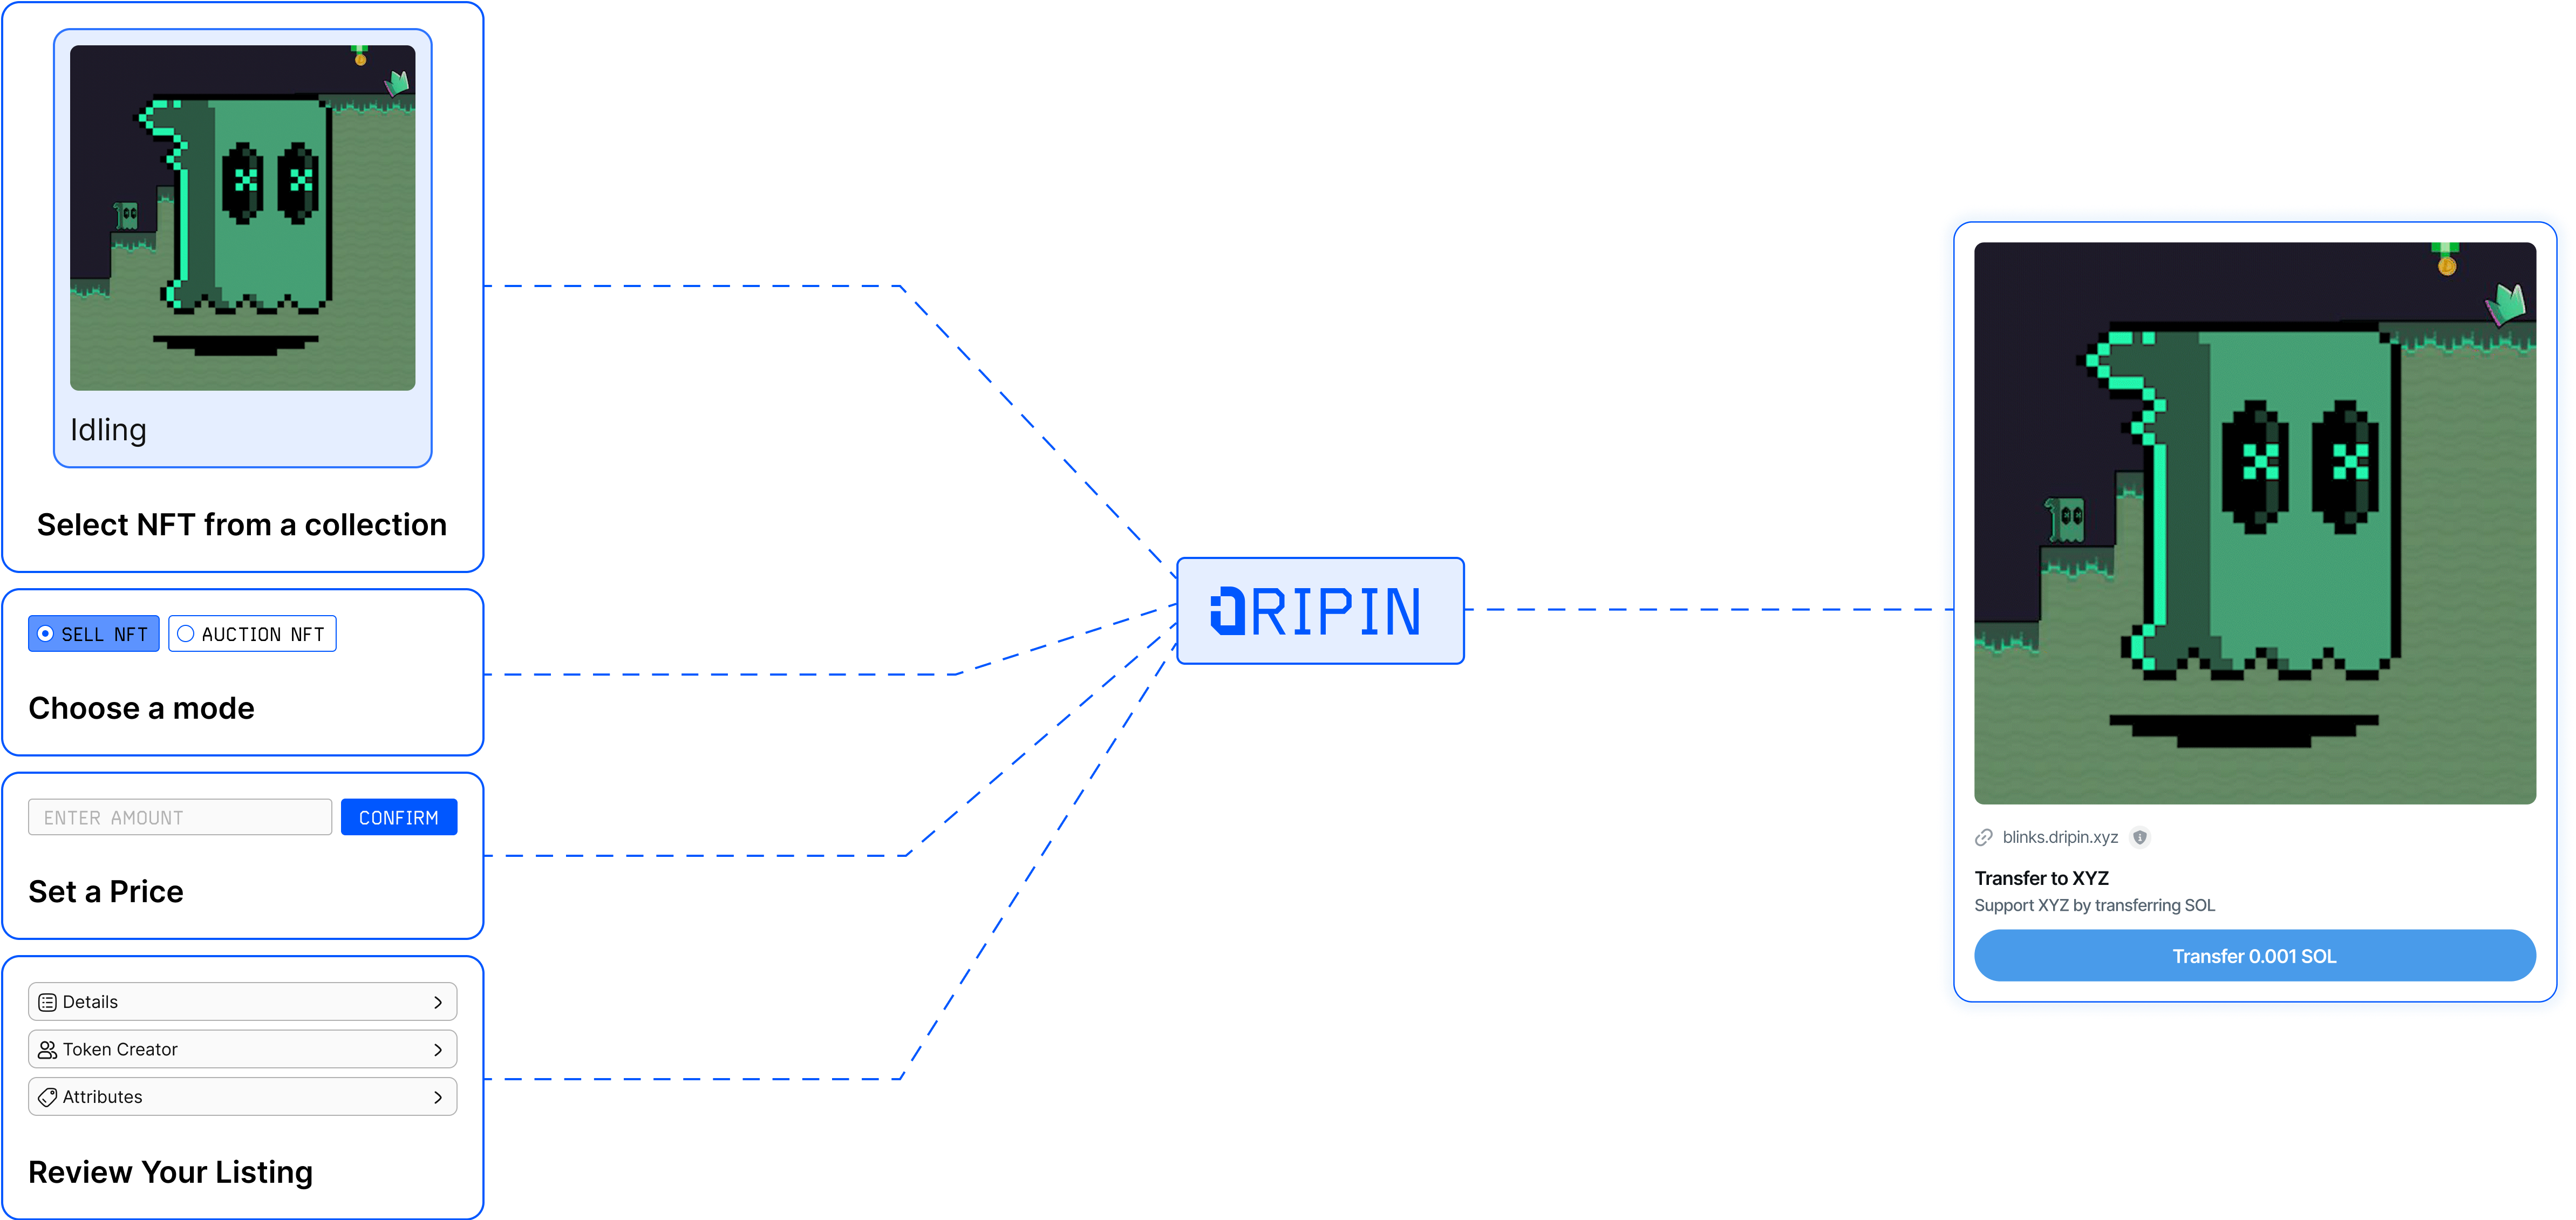 Idling
Select NFT from a collection
SELL NFT
AUCTION NFT
Choose a mode
ENTER AMOUNT
CONFIRM
Set a Price
Details
Token Creator
Attributes
Review Your Listing
DRIPIN
blinks.dripin.xyz
Transfer to XYZ
Support XYZ by transferring SOL
Transfer 0.001 SOL